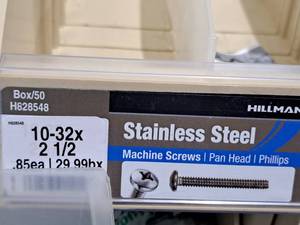 Box/50
H628548
HILLMAN
H628548
10-32x
2 1/2
.85ea | 29.99bx
Stainless Steel
Machine Screws | Pan Head | Phillips